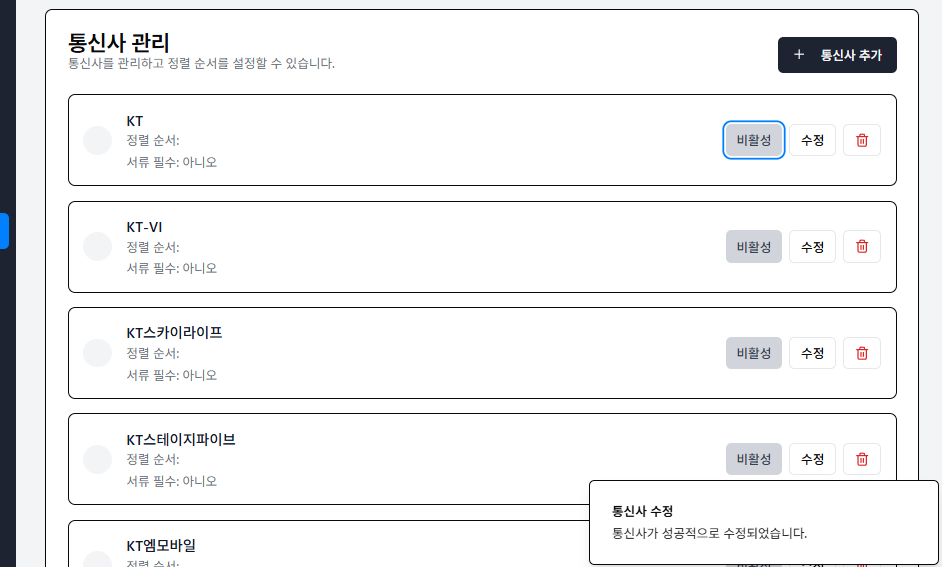 통신사 관리
통신사를 관리하고 정렬 순서를 설정할 수 있습니다.
+ 통신사 추가
KT
정렬 순서:
서류 필수: 아니오
비활성 수정
KT-VI
정렬 순서:
서류 필수: 아니오
비활성 수정
KT스카이라이프
정렬 순서:
서류 필수: 아니오
비활성 수정
KT스테이지파이브
정렬 순서:
서류 필수: 아니오
비활성 수정
KT엠모바일
정렬 순서:
통신사 수정
통신사가 성공적으로 수정되었습니다.